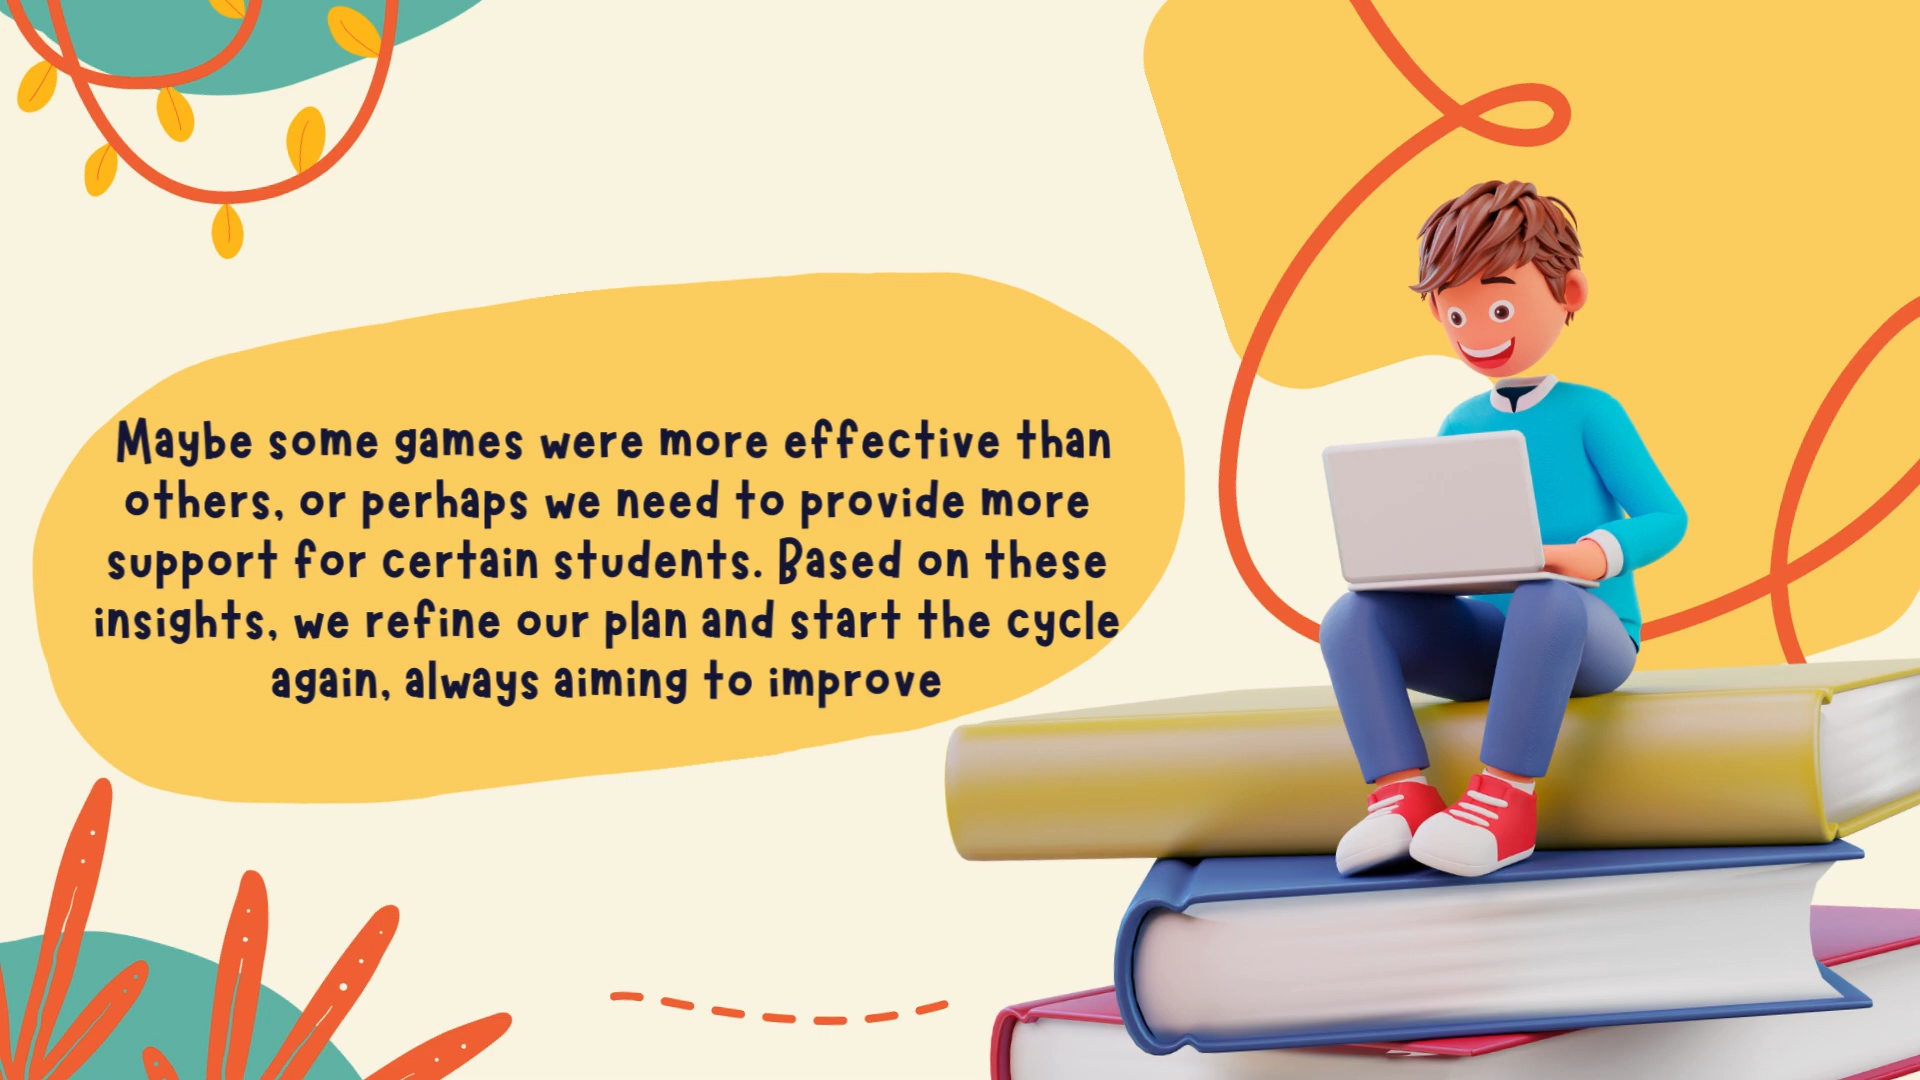 Maybe some games were more effective than
others, or perhaps we need to provide more
support for certain students. Based on these
insights, we refine our plan and start the cycle
again, always aiming to improve